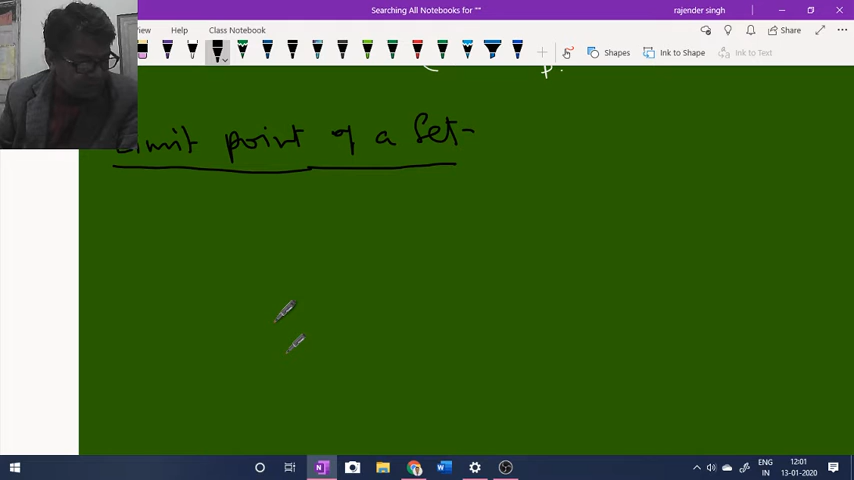 Searching All Notebooks for ""
rajender singh
View Help Class Notebook
Share
Shapes
Ink to Shape
Ink to Text
p.
Limit point of a Set-
ENG
IN
12:01
13-01-2020